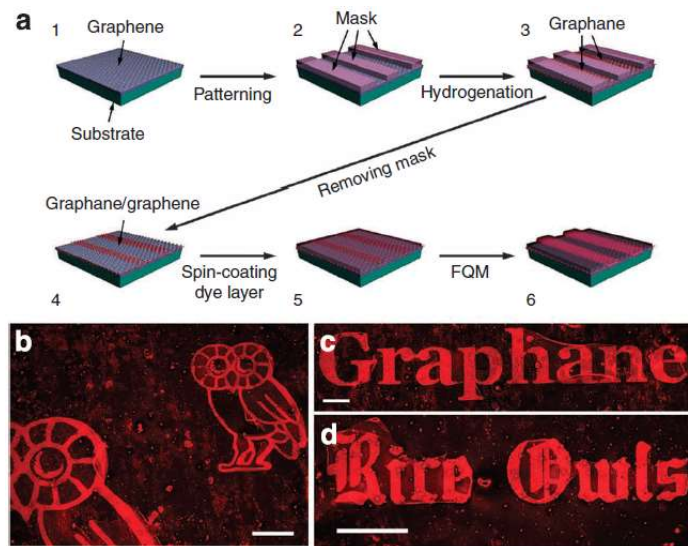 a
1
Graphene
2
Mask
3
Graphane
Patterning
Hydrogenation
Substrate
Removing mask
Graphane/graphene
Spin-coating
dye layer
FQM
4
5
6
b
c
Graphane
d
Rice Owls